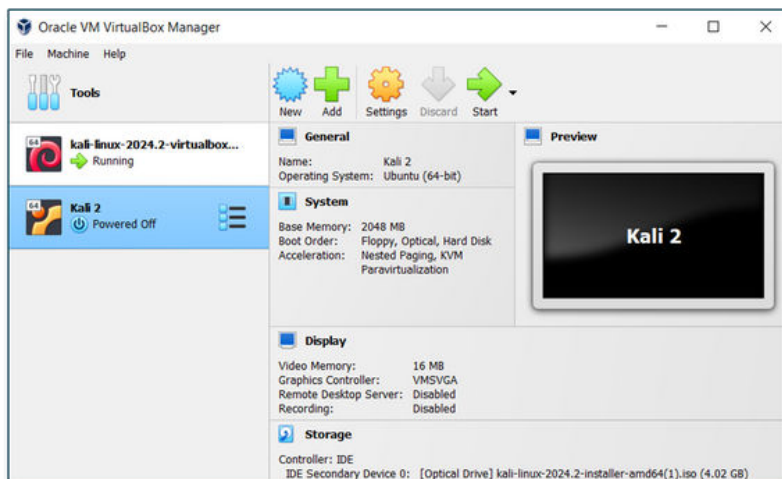 Oracle VM VirtualBox Manager
File Machine Help
Tools
New Add Settings Discard Start
64
kali-linux-2024.2-virtualbox...
Running
64
Kali 2
Powered Off
General
Name: Kali 2
Operating System: Ubuntu (64-bit)
System
Base Memory: 2048 MB
Boot Order: Floppy, Optical, Hard Disk
Acceleration: Nested Paging, KVM
Paravirtualization
Preview
Kali 2
Display
Video Memory: 16 MB
Graphics Controller: VMSVGA
Remote Desktop Server: Disabled
Recording: Disabled
Storage
Controller: IDE
IDE Secondary Device 0: [Optical Drive] kali-linux-2024.2-installer-amd64(1).iso (4.02 GB)